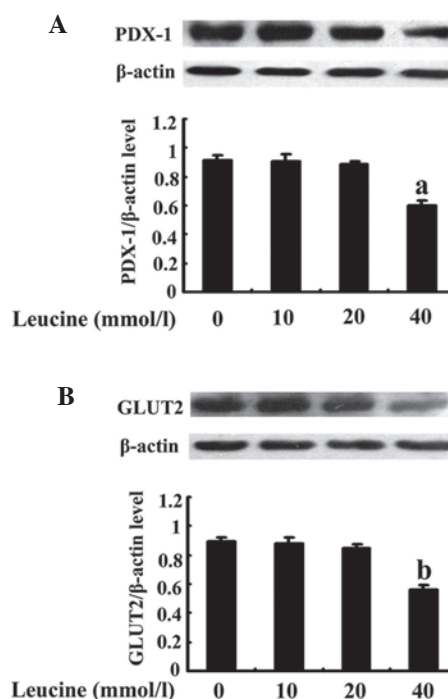 A
PDX-1
β-actin
PDX-1/β-actin level
1.2
1
0.8
0.6
0.4
0.2
0
a
Leucine (mmol/l) 0 10 20 40
B
GLUT2
β-actin
GLUT2/β-actin level
1.2
1
0.8
0.6
0.4
0.2
0
b
Leucine (mmol/l) 0 10 20 40